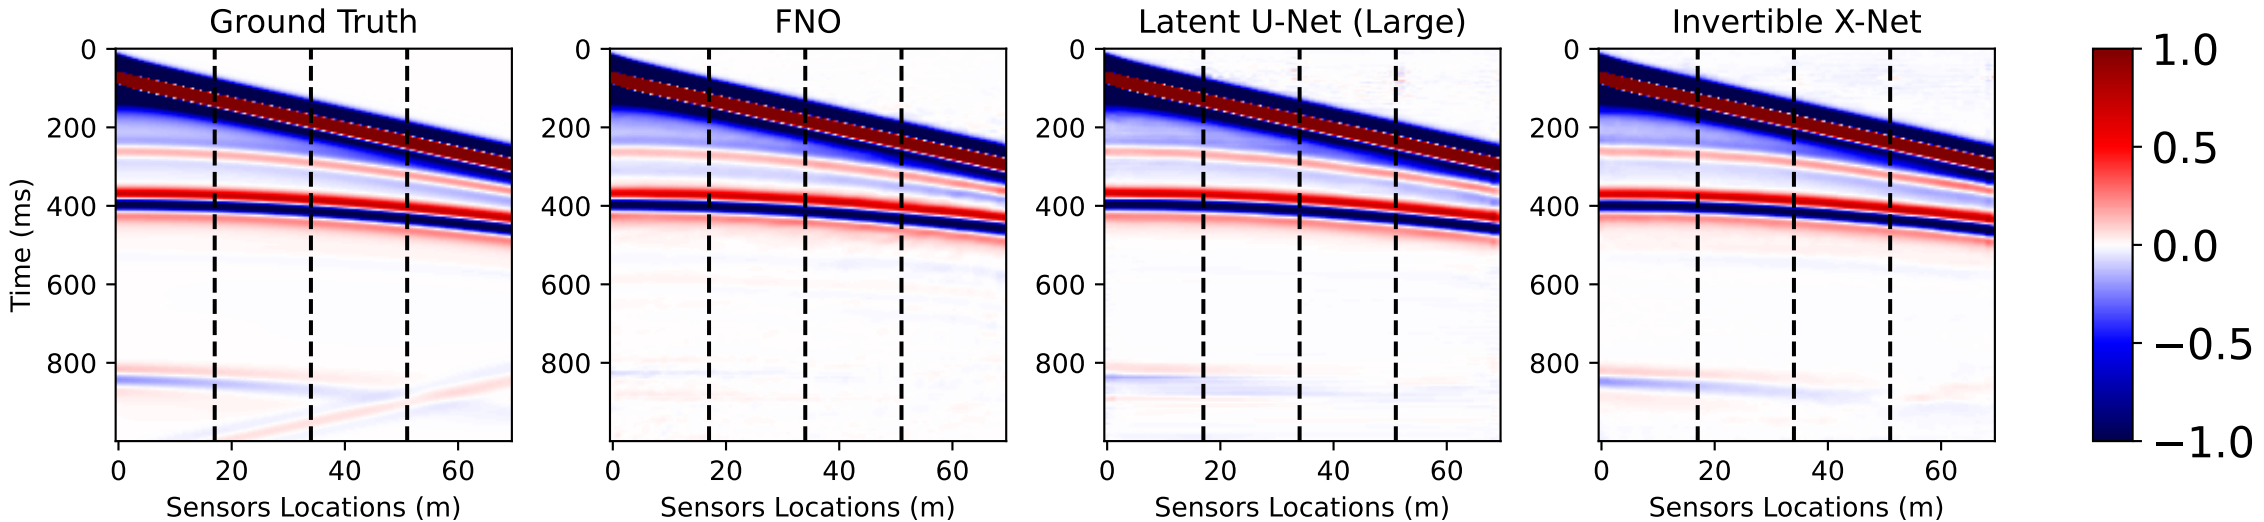 Ground Truth
FNO
Latent U-Net (Large)
Invertible X-Net
Time (ms)
0
200
400
600
800
0 20 40 60
Sensors Locations (m)
0
200
400
600
800
0 20 40 60
Sensors Locations (m)
0
200
400
600
800
0 20 40 60
Sensors Locations (m)
0
200
400
600
800
0 20 40 60
Sensors Locations (m)
1.0
0.5
0.0
−0.5
−1.0